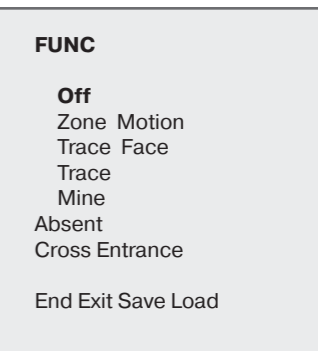 FUNC
Off
Zone Motion
Trace Face
Trace
Mine
Absent
Cross Entrance
End Exit Save Load